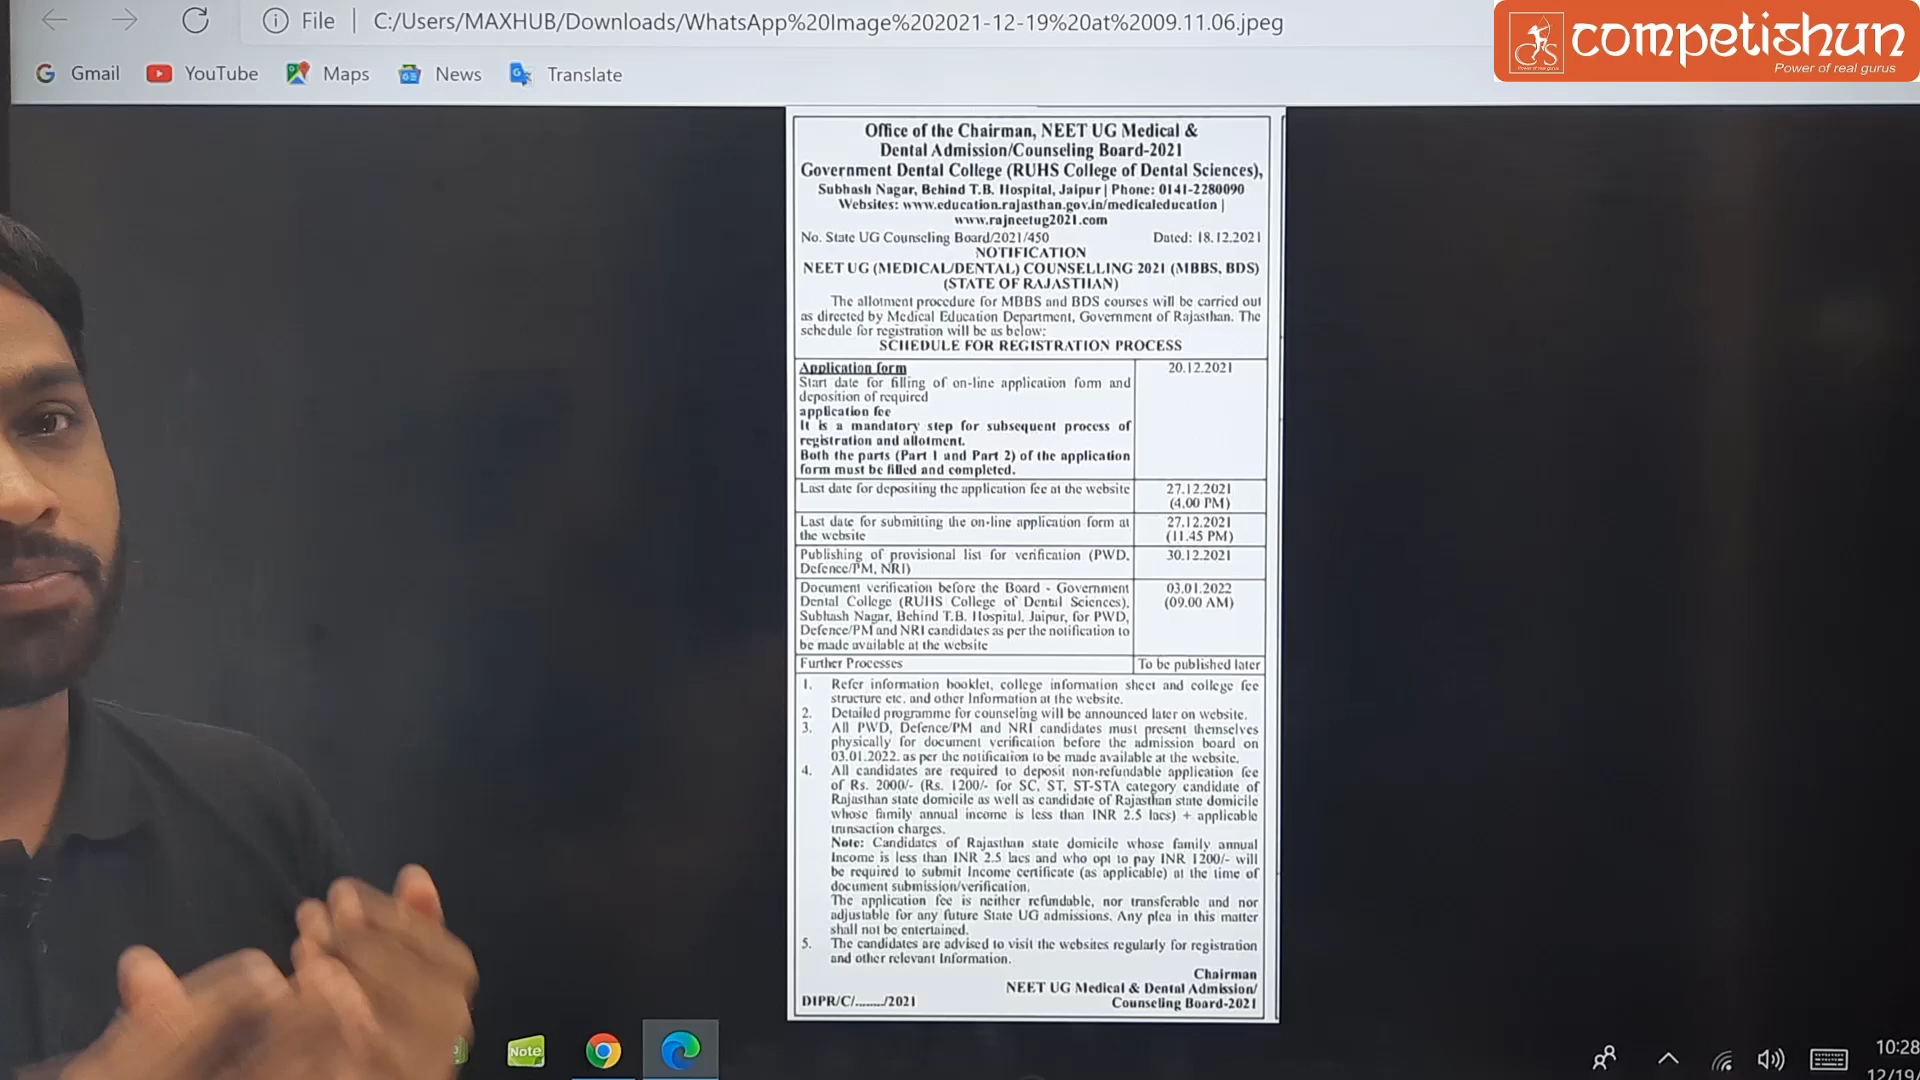 File | C:/Users/MAXHUB/Downloads/WhatsApp%20Image%202021-12-19%20at%2009.11.06.jpeg
competishun
Power of real gurus
Gmail YouTube Maps News Translate
Office of the Chairman, NEET UG Medical &
Dental Admission/Counseling Board-2021
Government Dental College (RUHS College of Dental Sciences),
Subhash Nagar, Behind T.B. Hospital, Jaipur | Phone: 0141-2280090
Websites: www.education.rajasthan.gov.in/medicaleducation |
www.rajneetug2021.com
No. State UG Counseling Board/2021/450 Dated: 18.12.2021
NOTIFICATION
NEET UG (MEDICAL/DENTAL) COUNSELLING 2021 (MBBS, BDS)
(STATE OF RAJASTHAN)
The allotment procedure for MBBS and BDS courses will be carried out
as directed by Medical Education Department, Government of Rajasthan. The
schedule for registration will be as below:
SCHEDULE FOR REGISTRATION PROCESS
Application form 20.12.2021
Start date for filling of on-line application form and
deposition of required
application fee
It is a mandatory step for subsequent process of
registration and allotment.
Both the parts (Part 1 and Part 2) of the application
form must be filled and completed.
Last date for depositing the application fee at the website 27.12.2021
(4.00 PM)
Last date for submitting the on-line application form at 27.12.2021
the website (11.45 PM)
Publishing of provisional list for verification (PWD, 30.12.2021
Defence/PM, NRI)
Document verification before the Board - Government 03.01.2022
Dental College (RUHS College of Dental Sciences), (09.00 AM)
Subhash Nagar, Behind T.B. Hospital, Jaipur, for PWD,
Defence/PM and NRI candidates as per the notification to
be made available at the website
Further Processes To be published later
1. Refer information booklet, college information sheet and college fee
structure etc. and other Information at the website.
2. Detailed programme for counseling will be announced later on website.
3. All PWD, Defence/PM and NRI candidates must present themselves
physically for document verification before the admission board on
03.01.2022. as per the notification to be made available at the website.
4. All candidates are required to deposit non-refundable application fee
of Rs. 2000/- (Rs. 1200/- for SC, ST, ST-STA category candidate of
Rajasthan state domicile as well as candidate of Rajasthan state domicile
whose family annual income is less than INR 2.5 lacs) + applicable
transaction charges.
Note: Candidates of Rajasthan state domicile whose family annual
Income is less than INR 2.5 lacs and who opt to pay INR 1200/- will
be required to submit Income certificate (as applicable) at the time of
document submission/verification.
The application fee is neither refundable, nor transferable and nor
adjustable for any future State UG admissions. Any plea in this matter
shall not be entertained.
5. The candidates are advised to visit the websites regularly for registration
and other relevant Information.
Chairman
NEET UG Medical & Dental Admission/
DIPR/C/......../2021 Counseling Board-2021
Note
10:28
12/19/